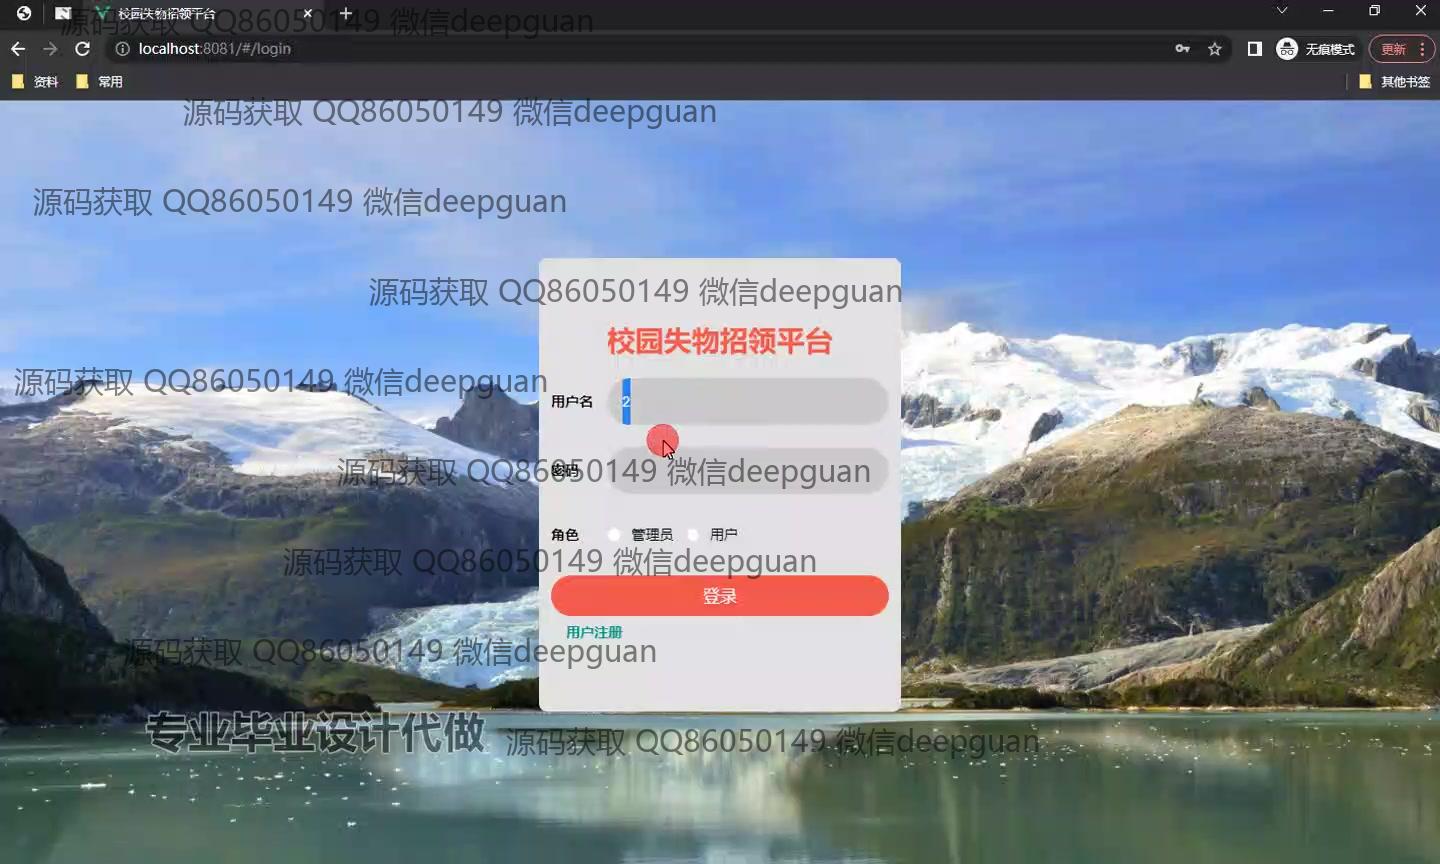 校园失物招领平台
源码获取 QQ86050149 微信deepguan
localhost:8081/#/login
无痕模式
更新
资料
常用
其他书签
源码获取 QQ86050149 微信deepguan
源码获取 QQ86050149 微信deepguan
源码获取 QQ86050149 微信deepguan
校园失物招领平台
源码获取 QQ86050149 微信deepguan
用户名
2
密码
源码获取 QQ86050149 微信deepguan
角色
管理员
用户
源码获取 QQ86050149 微信deepguan
登录
用户注册
源码获取 QQ86050149 微信deepguan
专业毕业设计代做
源码获取 QQ86050149 微信deepguan